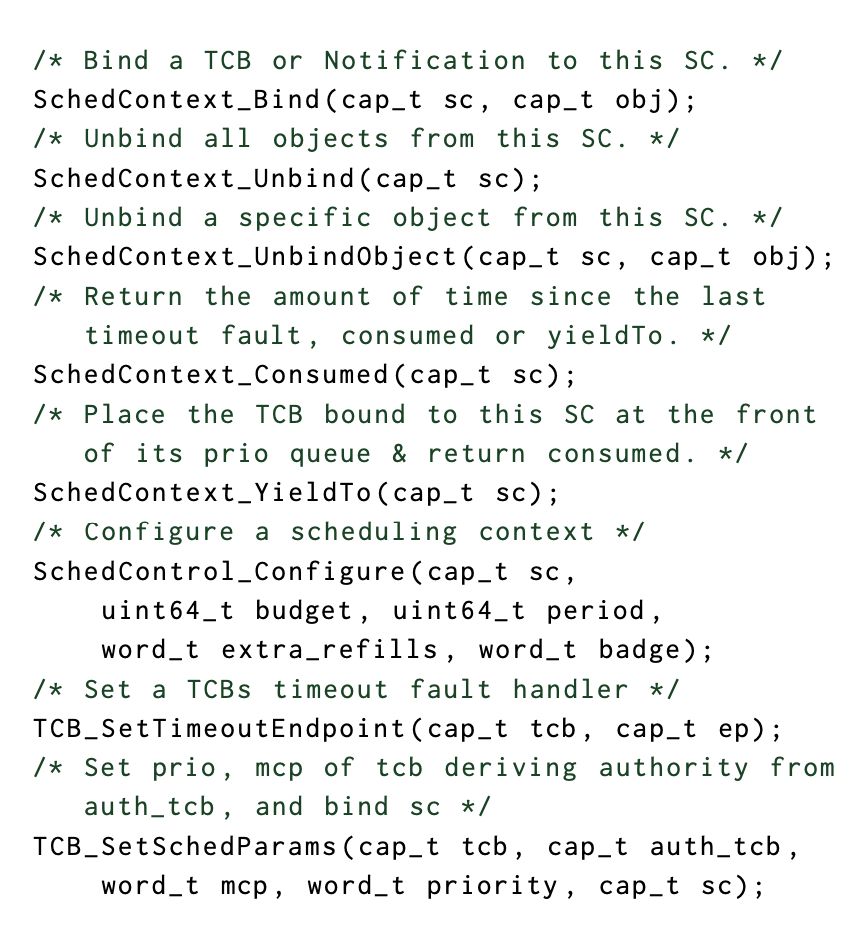 /* Bind a TCB or Notification to this SC. */
SchedContext_Bind(cap_t sc, cap_t obj);
/* Unbind all objects from this SC. */
SchedContext_Unbind(cap_t sc);
/* Unbind a specific object from this SC. */
SchedContext_UnbindObject(cap_t sc, cap_t obj);
/* Return the amount of time since the last
   timeout fault, consumed or yieldTo. */
SchedContext_Consumed(cap_t sc);
/* Place the TCB bound to this SC at the front
   of its prio queue & return consumed. */
SchedContext_YieldTo(cap_t sc);
/* Configure a scheduling context */
SchedControl_Configure(cap_t sc,
    uint64_t budget, uint64_t period,
    word_t extra_refills, word_t badge);
/* Set a TCBs timeout fault handler */
TCB_SetTimeoutEndpoint(cap_t tcb, cap_t ep);
/* Set prio, mcp of tcb deriving authority from
   auth_tcb, and bind sc */
TCB_SetSchedParams(cap_t tcb, cap_t auth_tcb,
    word_t mcp, word_t priority, cap_t sc);